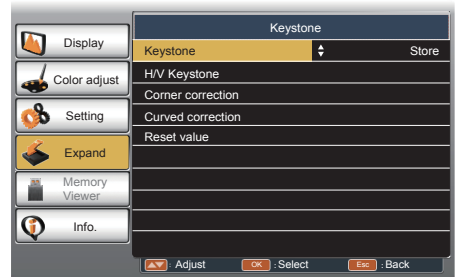 Keystone
Display
Keystone Store
Color adjust
H/V Keystone
Corner correction
Setting
Curved correction
Reset value
Expand
Memory
Viewer
Info.
: Adjust OK : Select Esc : Back